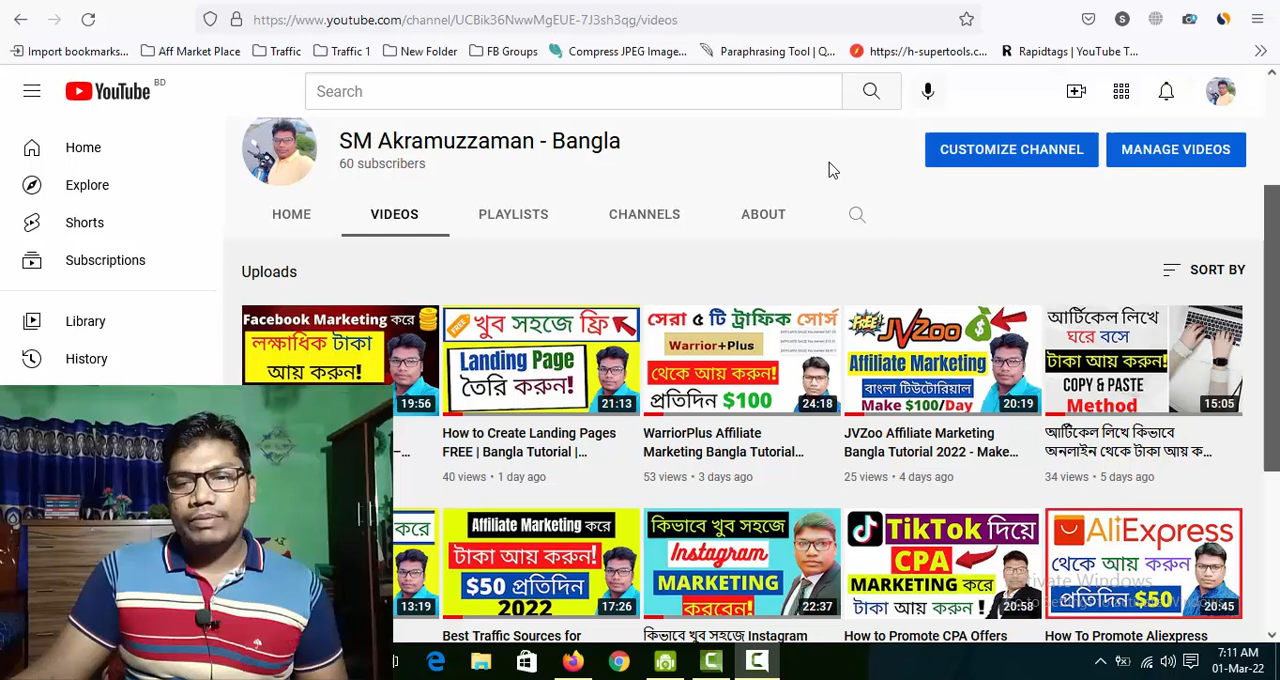 https://www.youtube.com/channel/UCBik36NwwMgEUE-7J3sh3qg/videos
Import bookmarks... Aff Market Place Traffic Traffic 1 New Folder FB Groups Compress JPEG Image... Paraphrasing Tool | Q... https://h-supertools.c... Rapidtags | YouTube T...
YouTube BD
Search
Home
Explore
Shorts
Subscriptions
Library
History
SM Akramuzzaman - Bangla
60 subscribers
CUSTOMIZE CHANNEL
MANAGE VIDEOS
HOME VIDEOS PLAYLISTS CHANNELS ABOUT
Uploads
SORT BY
Facebook Marketing করে
লক্ষাধিক টাকা
আয় করুন!
19:56
FREE
খুব সহজে ফ্রি
Landing Page
তৈরি করুন!
21:13
How to Create Landing Pages
FREE | Bangla Tutorial |...
40 views • 1 day ago
সেরা ৫ টি ট্রাফিক সোর্স
Warrior+Plus
থেকে আয় করুন!
প্রতিদিন $100
24:18
WarriorPlus Affiliate
Marketing Bangla Tutorial...
53 views • 3 days ago
FREE JVZoo
Affiliate Marketing
বাংলা টিউটোরিয়াল
Make $100/Day
20:19
JVZoo Affiliate Marketing
Bangla Tutorial 2022 - Make...
25 views • 4 days ago
আর্টিকেল লিখে
ঘরে বসে
টাকা আয় করুন!
COPY & PASTE
Method
15:05
আর্টিকেল লিখে কিভাবে
অনলাইন থেকে টাকা আয় ক...
34 views • 5 days ago
করে
13:19
Affiliate Marketing করে
টাকা আয় করুন!
$50 প্রতিদিন
2022
17:26
Best Traffic Sources for
কিভাবে খুব সহজে
Instagram
MARKETING
করবেন!
22:37
কিভাবে খুব সহজে Instagram
TikTok দিয়ে
CPA
MARKETING করে
টাকা আয় করুন !
20:58
How to Promote CPA Offers
AliExpress
থেকে আয় করুন
প্রতিদিন $50
20:45
How To Promote Aliexpress
Activate Windows
7:11 AM
01-Mar-22